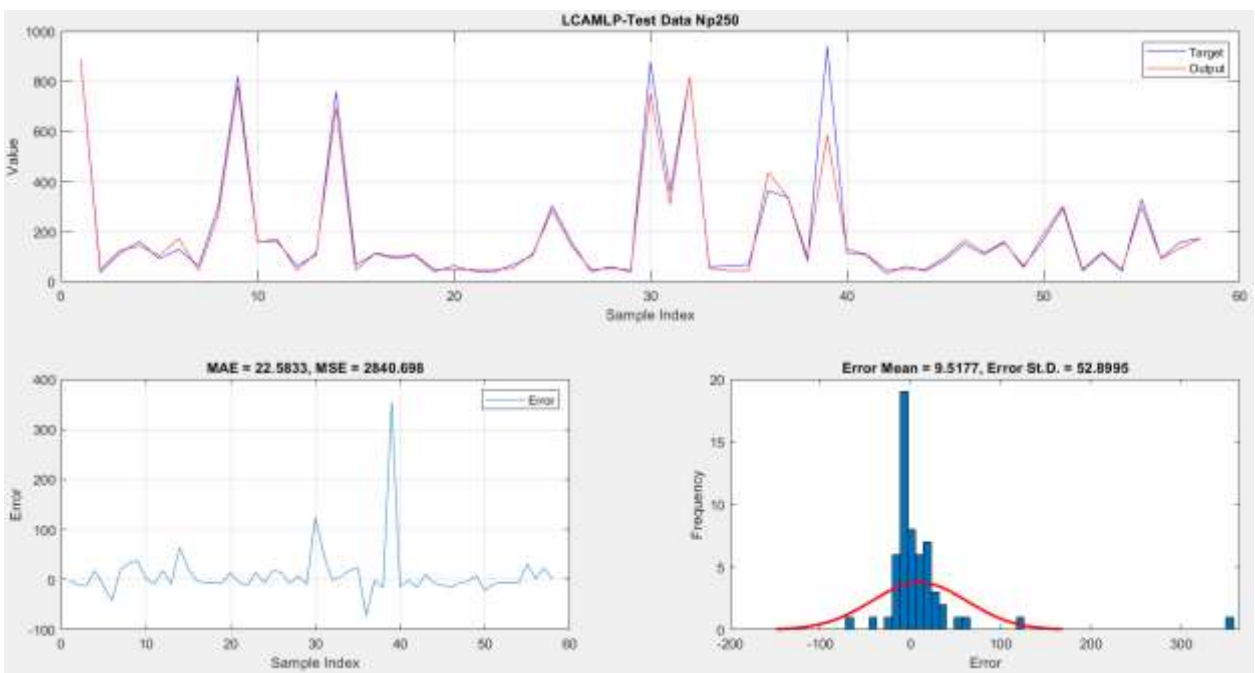 LCAMLP-Test Data Np250
1000
800
600
400
200
0
Value
0 10 20 30 40 50 60
Sample Index
Target
Output
MAE = 22.5833, MSE = 2840.698
400
300
200
100
0
-100
Error
0 10 20 30 40 50 60
Sample Index
Error
Error Mean = 9.5177, Error St.D. = 52.8995
20
15
10
5
0
Frequency
-200 -100 0 100 200 300
Error